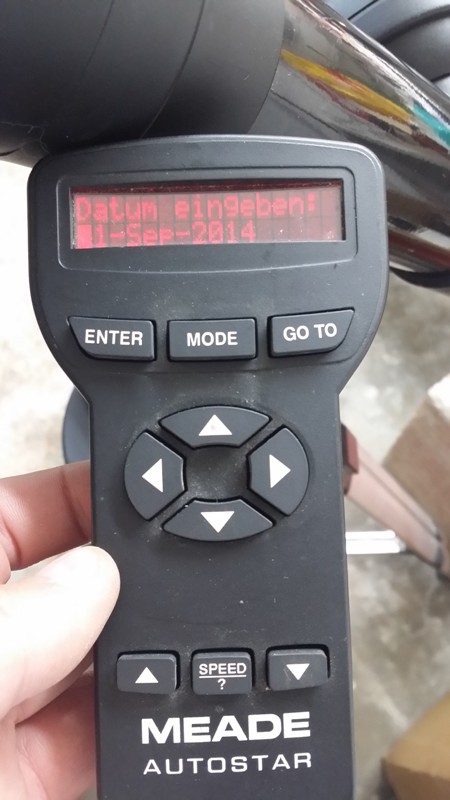 Datum eingeben:
1-Sep-2014
ENTER MODE GO TO
SPEED
?
MEADE
AUTOSTAR